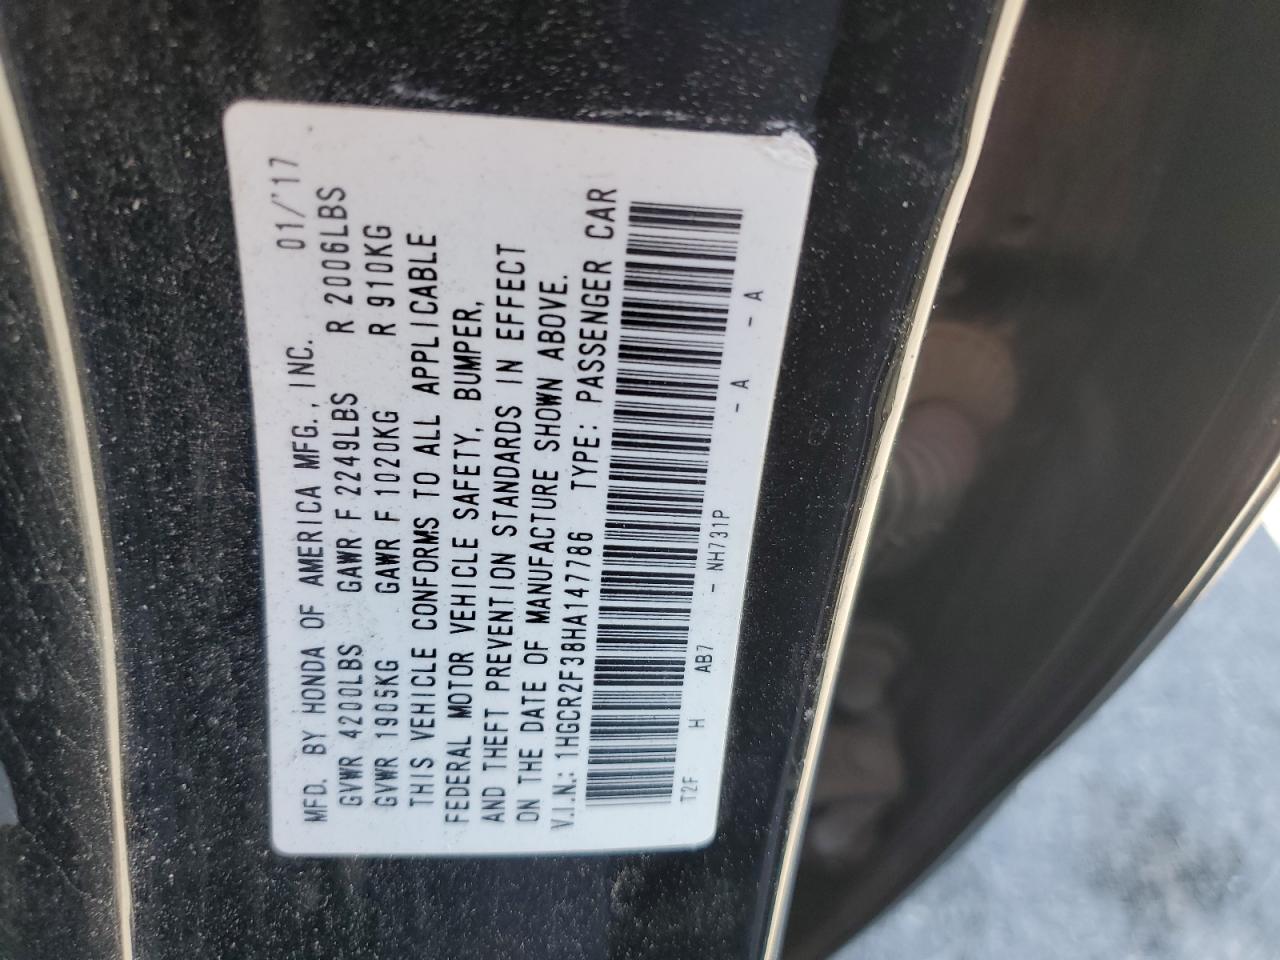 MFD. BY HONDA OF AMERICA MFG., INC. 01/'17
GVWR 4200LBS GAWR F 2249LBS R 2006LBS
GVWR 1905KG GAWR F 1020KG R 910KG
THIS VEHICLE CONFORMS TO ALL APPLICABLE
FEDERAL MOTOR VEHICLE SAFETY, BUMPER,
AND THEFT PREVENTION STANDARDS IN EFFECT
ON THE DATE OF MANUFACTURE SHOWN ABOVE.
V.I.N.: 1HGCR2F38HA147786 TYPE: PASSENGER CAR
T2F H AB7 - NH731P - A - A